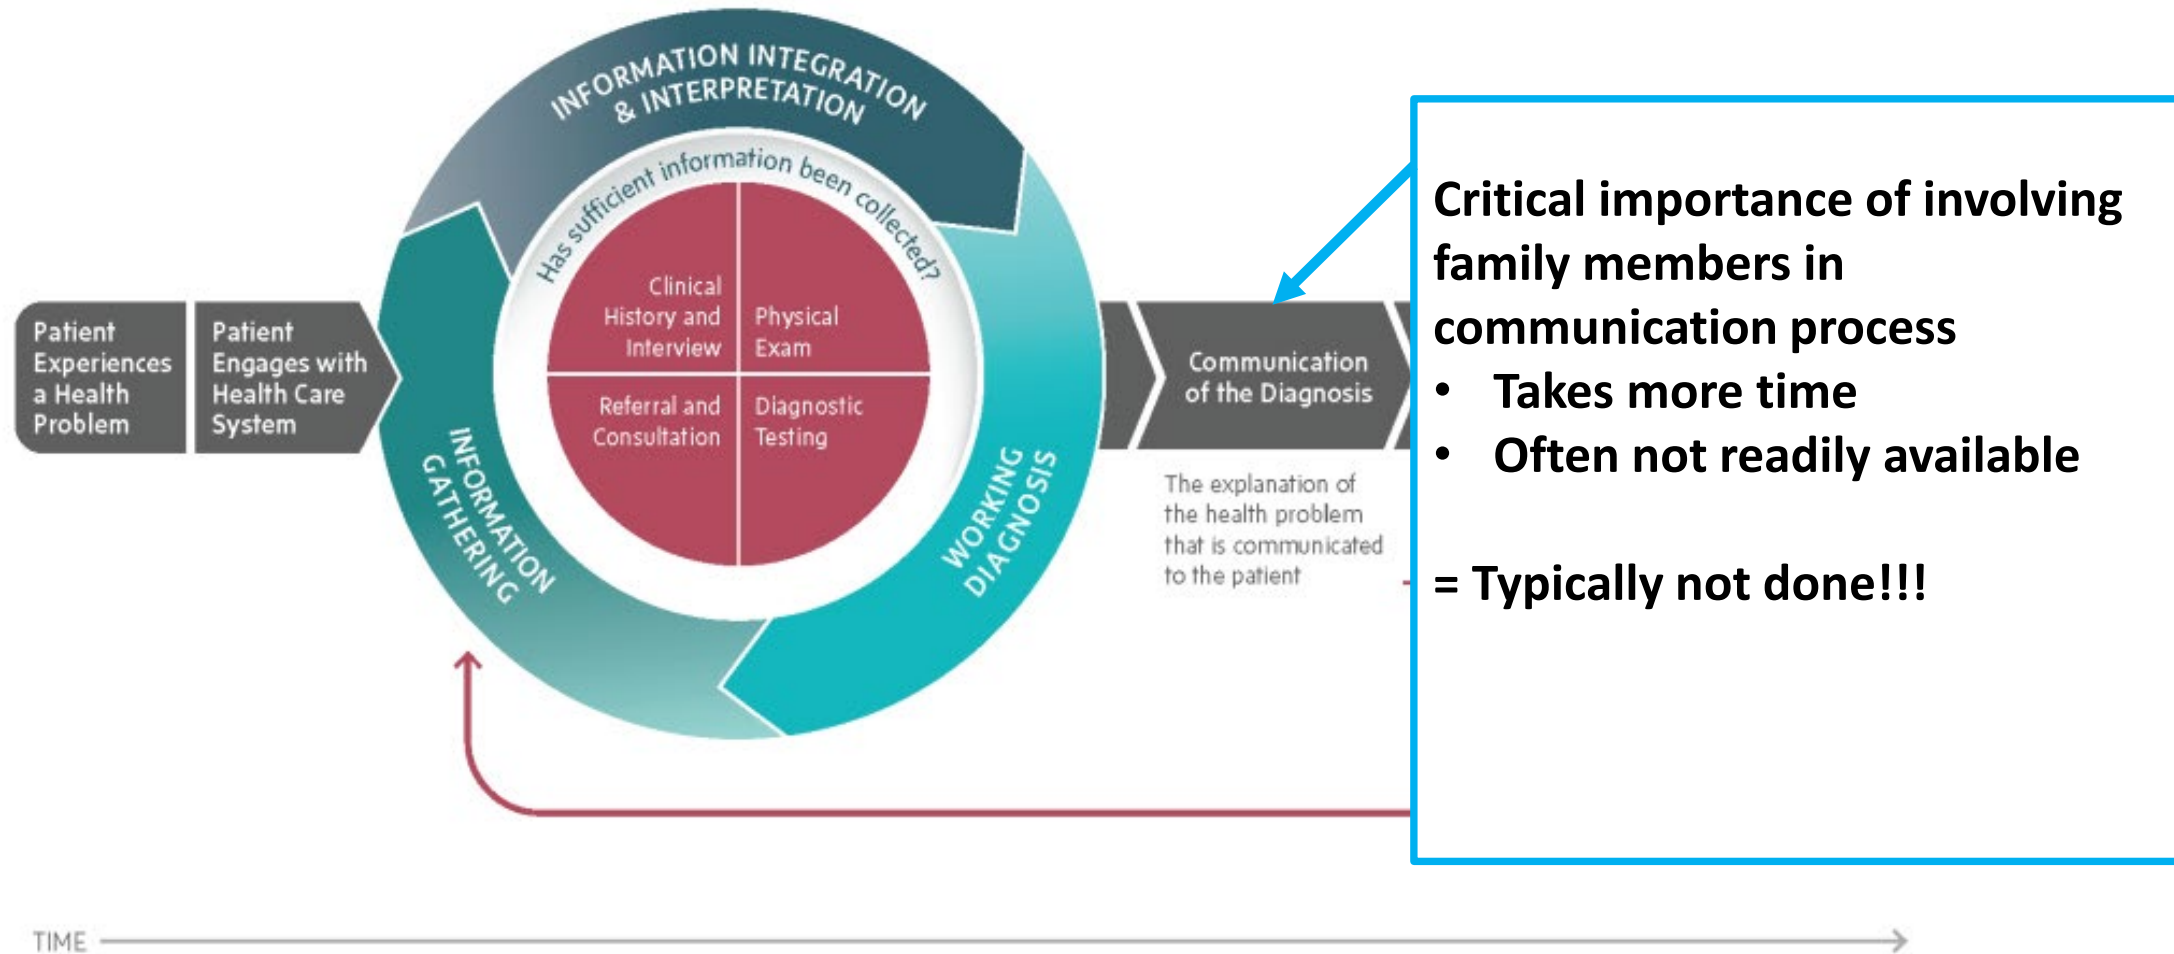 INFORMATION INTEGRATION
& INTERPRETATION
Has sufficient information been collected?
Clinical
History and
Interview
Physical
Exam
Referral and
Consultation
Diagnostic
Testing
INFORMATION
GATHERING
WORKING
DIAGNOSIS
Patient
Experiences
a Health
Problem
Patient
Engages with
Health Care
System
Communication
of the Diagnosis
The explanation of
the health problem
that is communicated
to the patient
Critical importance of involving
family members in
communication process
• Takes more time
• Often not readily available
= Typically not done!!!
TIME